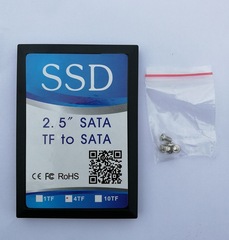 SSD
2.5" SATA
TF to SATA
CE FC RoHS
1TF 4TF 10TF